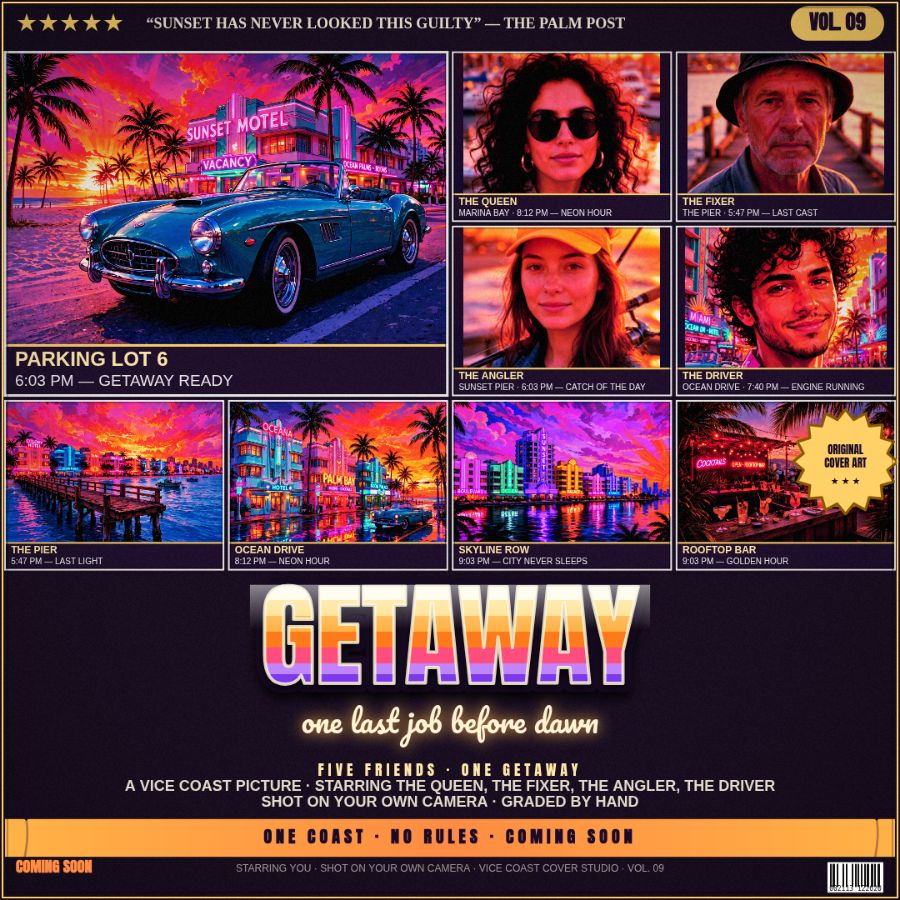 ★★★★★ “SUNSET HAS NEVER LOOKED THIS GUILTY” — THE PALM POST
VOL. 09
SUNSET MOTEL
VACANCY
PARKING LOT 6
6:03 PM — GETAWAY READY
THE QUEEN
MARINA BAY · 8:12 PM — NEON HOUR
THE FIXER
THE PIER · 5:47 PM — LAST CAST
THE ANGLER
SUNSET PIER · 6:03 PM — CATCH OF THE DAY
MIAMI
THE DRIVER
OCEAN DRIVE · 7:40 PM — ENGINE RUNNING
THE PIER
5:47 PM — LAST LIGHT
OCEANA
HOTEL
PALM BAY
OCEAN DRIVE
8:12 PM — NEON HOUR
SUNSET
SKYLINE ROW
9:03 PM — CITY NEVER SLEEPS
COCKTAILS
ORIGINAL
COVER ART
★ ★ ★
ROOFTOP BAR
9:03 PM — GOLDEN HOUR
GETAWAY
one last job before dawn
FIVE FRIENDS · ONE GETAWAY
A VICE COAST PICTURE · STARRING THE QUEEN, THE FIXER, THE ANGLER, THE DRIVER
SHOT ON YOUR OWN CAMERA · GRADED BY HAND
ONE COAST · NO RULES · COMING SOON
COMING SOON
STARRING YOU · SHOT ON YOUR OWN CAMERA · VICE COAST COVER STUDIO · VOL. 09